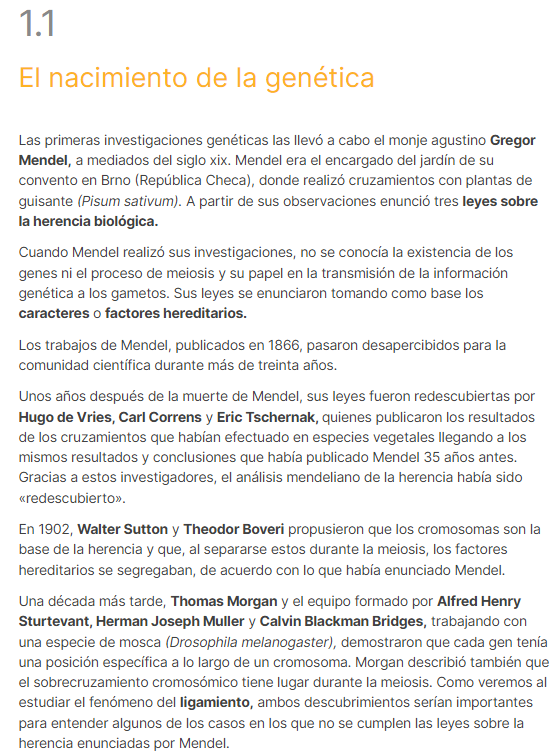 1.1
El nacimiento de la genética
Las primeras investigaciones genéticas las llevó a cabo el monje agustino Gregor
Mendel, a mediados del siglo xix. Mendel era el encargado del jardín de su
convento en Brno (República Checa), donde realizó cruzamientos con plantas de
guisante (Pisum sativum). A partir de sus observaciones enunció tres leyes sobre
la herencia biológica.
Cuando Mendel realizó sus investigaciones, no se conocía la existencia de los
genes ni el proceso de meiosis y su papel en la transmisión de la información
genética a los gametos. Sus leyes se enunciaron tomando como base los
caracteres o factores hereditarios.
Los trabajos de Mendel, publicados en 1866, pasaron desapercibidos para la
comunidad científica durante más de treinta años.
Unos años después de la muerte de Mendel, sus leyes fueron redescubiertas por
Hugo de Vries, Carl Correns y Eric Tschernak, quienes publicaron los resultados
de los cruzamientos que habían efectuado en especies vegetales llegando a los
mismos resultados y conclusiones que había publicado Mendel 35 años antes.
Gracias a estos investigadores, el análisis mendeliano de la herencia había sido
«redescubierto».
En 1902, Walter Sutton y Theodor Boveri propusieron que los cromosomas son la
base de la herencia y que, al separarse estos durante la meiosis, los factores
hereditarios se segregaban, de acuerdo con lo que había enunciado Mendel.
Una década más tarde, Thomas Morgan y el equipo formado por Alfred Henry
Sturtevant, Herman Joseph Muller y Calvin Blackman Bridges, trabajando con
una especie de mosca (Drosophila melanogaster), demostraron que cada gen tenía
una posición específica a lo largo de un cromosoma. Morgan describió también que
el sobrecruzamiento cromosómico tiene lugar durante la meiosis. Como veremos al
estudiar el fenómeno del ligamiento, ambos descubrimientos serían importantes
para entender algunos de los casos en los que no se cumplen las leyes sobre la
herencia enunciadas por Mendel.